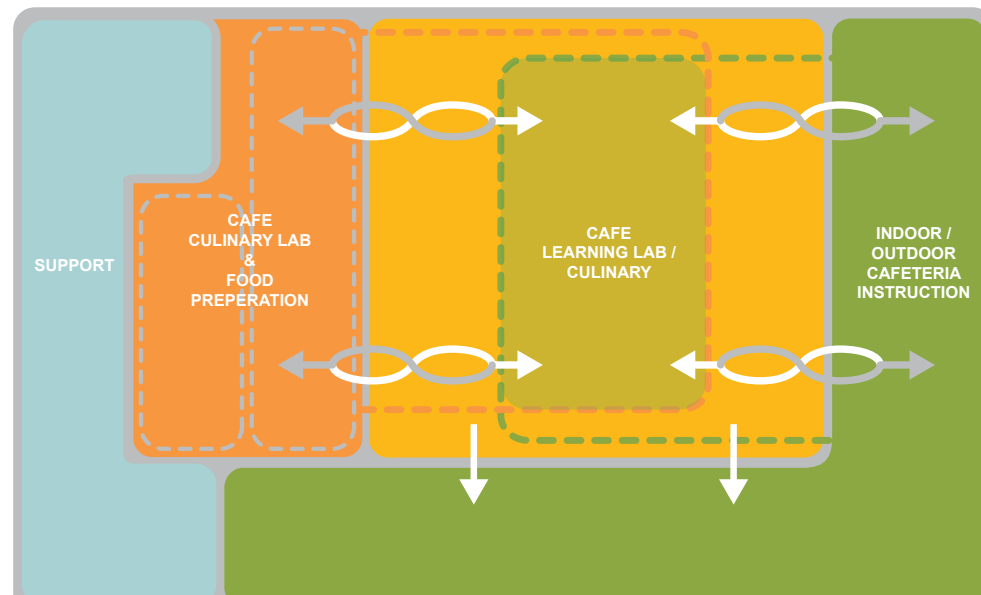 SUPPORT
CAFE
CULINARY LAB
&
FOOD
PREPERATION
CAFE
LEARNING LAB /
CULINARY
INDOOR /
OUTDOOR
CAFETERIA
INSTRUCTION